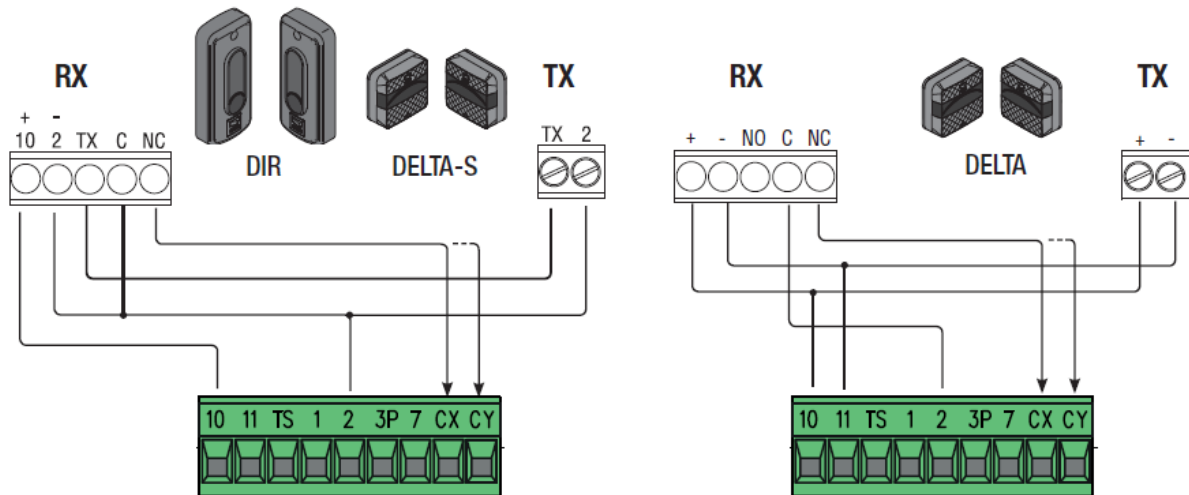 RX
TX
+ -
10 2 TX C NC
TX 2
DIR
DELTA-S
10 11 TS 1 2 3P 7 CX CY
RX
TX
+ - NO C NC
+ -
DELTA
10 11 TS 1 2 3P 7 CX CY